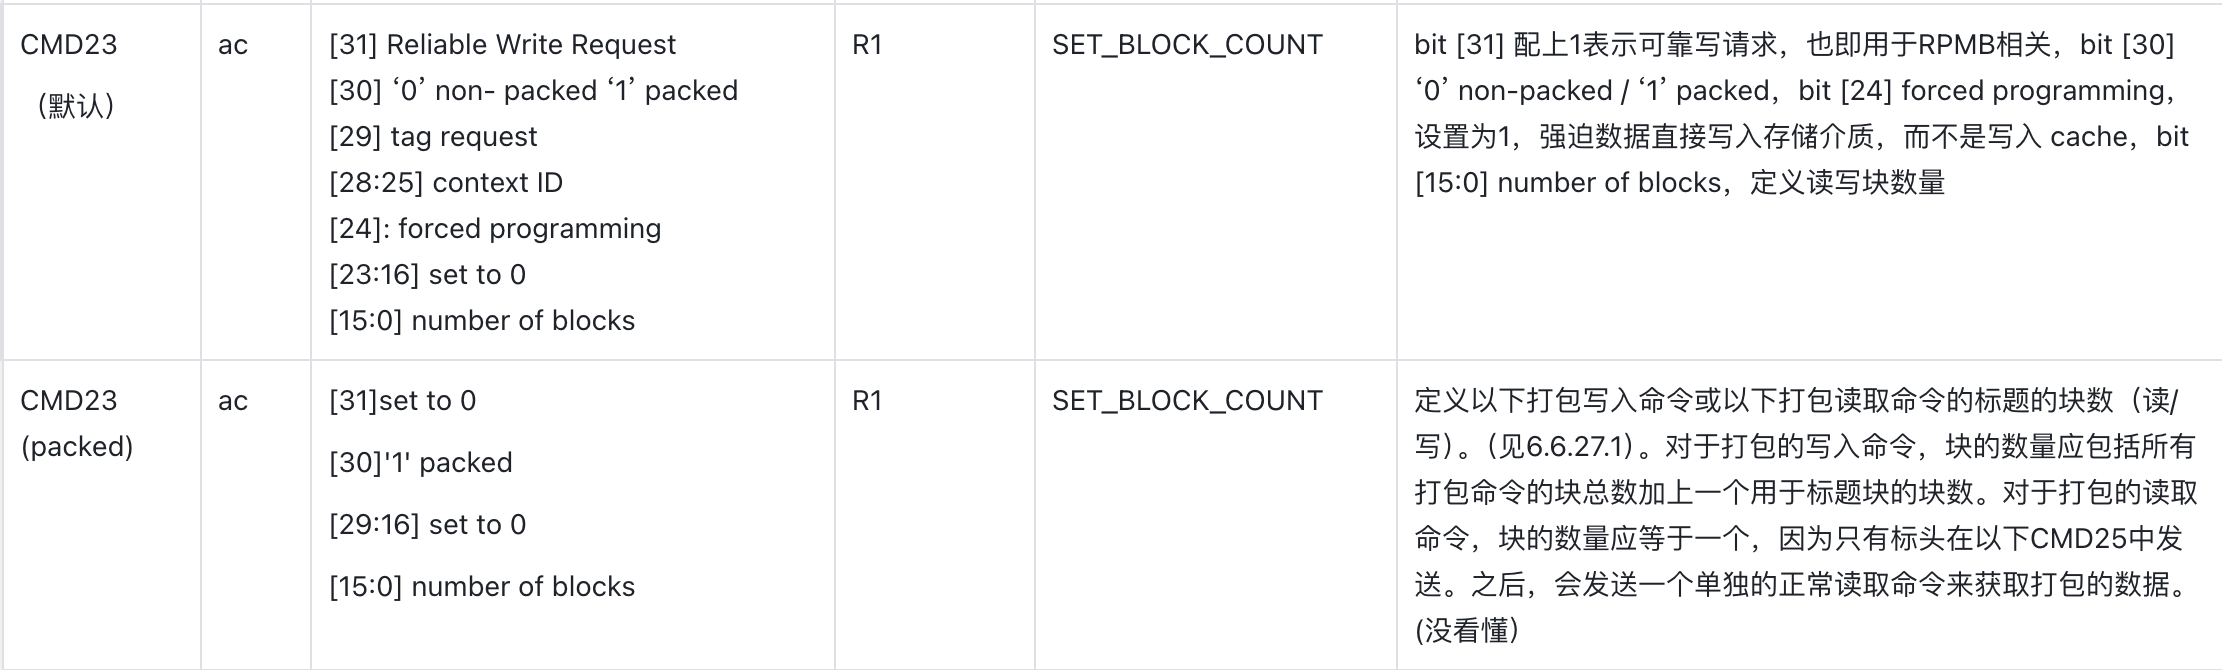 CMD23
（默认）
ac
[31] Reliable Write Request
[30] ‘0’ non- packed ‘1’ packed
[29] tag request
[28:25] context ID
[24]: forced programming
[23:16] set to 0
[15:0] number of blocks
R1
SET_BLOCK_COUNT
bit [31] 配上1表示可靠写请求，也即用于RPMB相关，bit [30]
‘0’ non-packed / ‘1’ packed，bit [24] forced programming，
设置为1，强迫数据直接写入存储介质，而不是写入 cache，bit
[15:0] number of blocks，定义读写块数量
CMD23
(packed)
ac
[31]set to 0
[30]'1' packed
[29:16] set to 0
[15:0] number of blocks
R1
SET_BLOCK_COUNT
定义以下打包写入命令或以下打包读取命令的标题的块数（读/
写）。（见6.6.27.1）。对于打包的写入命令，块的数量应包括所有
打包命令的块总数加上一个用于标题块的块数。对于打包的读取
命令，块的数量应等于一个，因为只有标头在以下CMD25中发
送。之后，会发送一个单独的正常读取命令来获取打包的数据。
(没看懂）